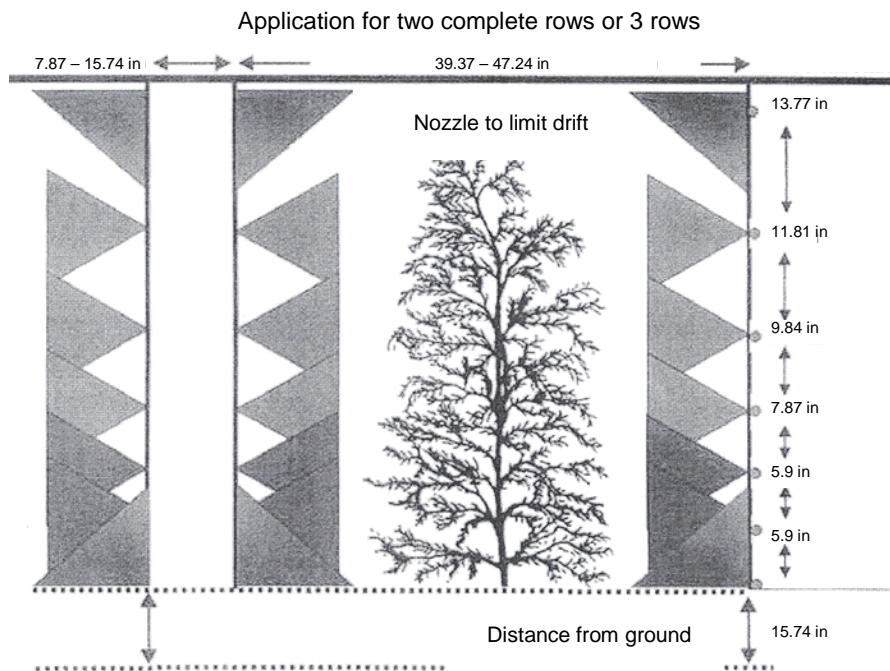 Application for two complete rows or 3 rows
7.87 – 15.74 in
39.37 – 47.24 in
13.77 in
Nozzle to limit drift
11.81 in
9.84 in
7.87 in
5.9 in
5.9 in
Distance from ground
15.74 in